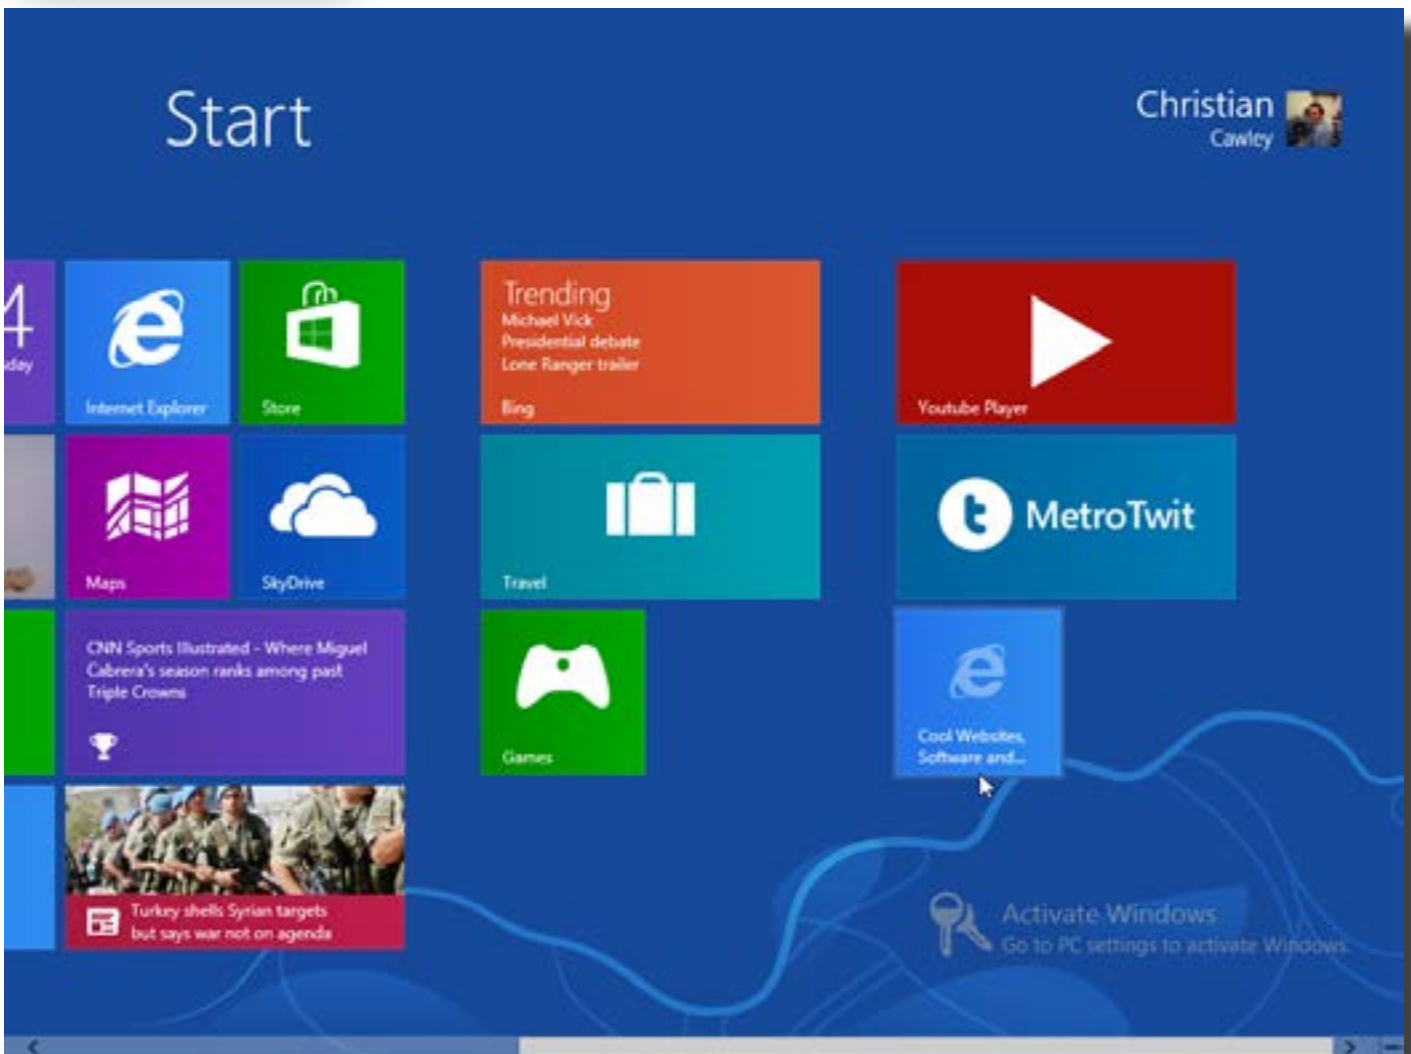 Start
Christian
Cawley
4
sday
Internet Explorer
Store
Trending
Michael Vick
Presidential debate
Lone Ranger trailer
Bing
Youtube Player
Maps
SkyDrive
Travel
MetroTwit
CNN Sports Illustrated - Where Miguel
Cabrera's season ranks among past
Triple Crowns
Games
Cool Websites,
Software and...
Turkey shells Syrian targets
but says war not on agenda
Activate Windows
Go to PC settings to activate Windows.